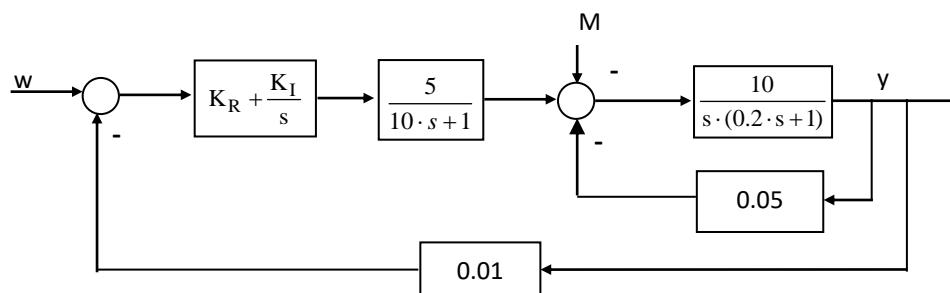 M
w
-
y
K_R + K_I/s
5/(10·s+1)
10/(s·(0.2·s+1))
-
-
0.05
0.01